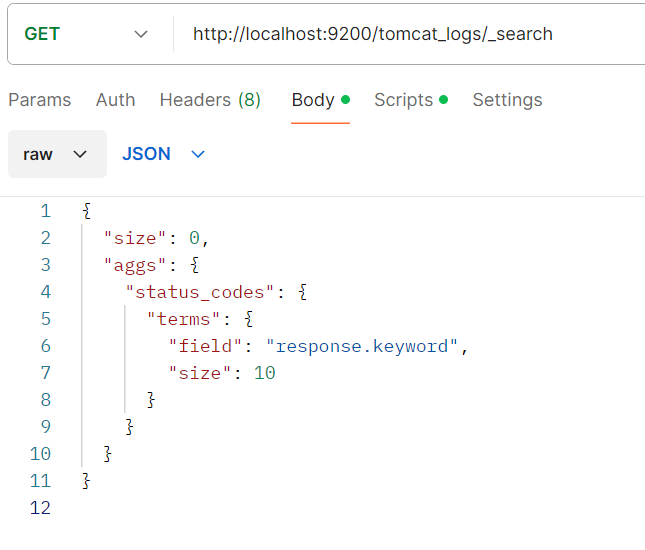 GET http://localhost:9200/tomcat_logs/_search
Params Auth Headers (8) Body Scripts Settings
raw JSON
1 {
2 "size": 0,
3 "aggs": {
4 "status_codes": {
5 "terms": {
6 "field": "response.keyword",
7 "size": 10
8 }
9 }
10 }
11 }
12